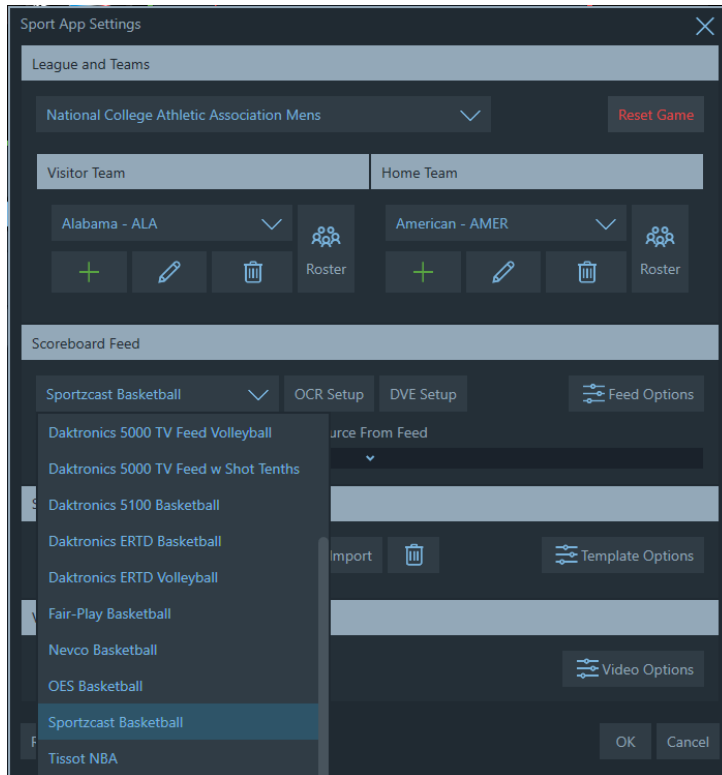 Sport App Settings
League and Teams
National College Athletic Association Mens
Reset Game
Visitor Team
Home Team
Alabama - ALA
Roster
American - AMER
Roster
Scoreboard Feed
Sportzcast Basketball
OCR Setup
DVE Setup
Feed Options
Daktronics 5000 TV Feed Volleyball
From Feed
Daktronics 5000 TV Feed w Shot Tenths
Daktronics 5100 Basketball
Daktronics ERTD Basketball
Import
Template Options
Daktronics ERTD Volleyball
Fair-Play Basketball
Nevco Basketball
Video Options
OES Basketball
Sportzcast Basketball
OK
Cancel
Tissot NBA